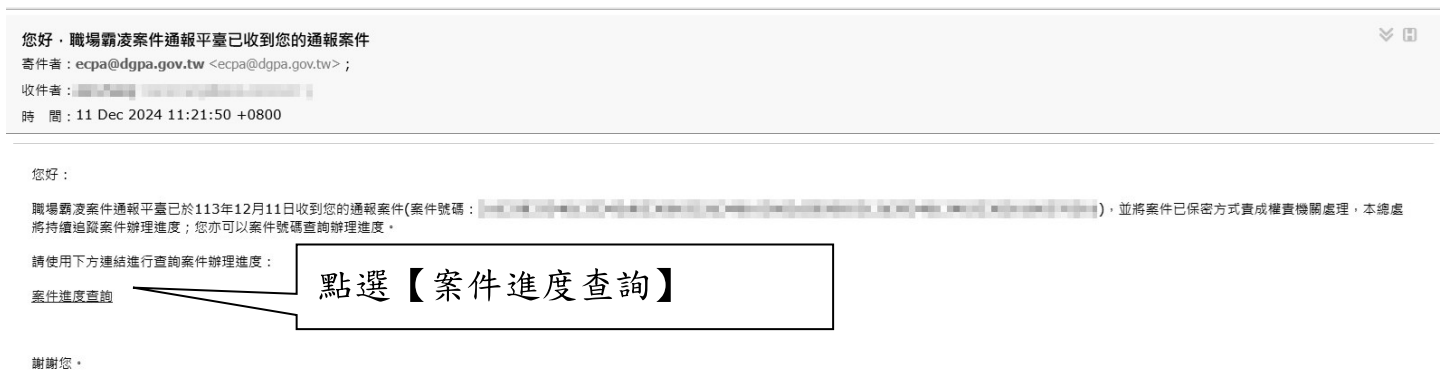 您好，職場霸凌案件通報平臺已收到您的通報案件
寄件者：ecpa@dgpa.gov.tw <ecpa@dgpa.gov.tw> ;
收件者：
時　間：11 Dec 2024 11:21:50 +0800
您好：
職場霸凌案件通報平臺已於113年12月11日收到您的通報案件(案件號碼：)，並將案件已保密方式責成權責機關處理，本總處
將持續追蹤案件辦理進度；您亦可以案件號碼查詢辦理進度。
請使用下方連結進行查詢案件辦理進度：
點選【案件進度查詢】
案件進度查詢
謝謝您。